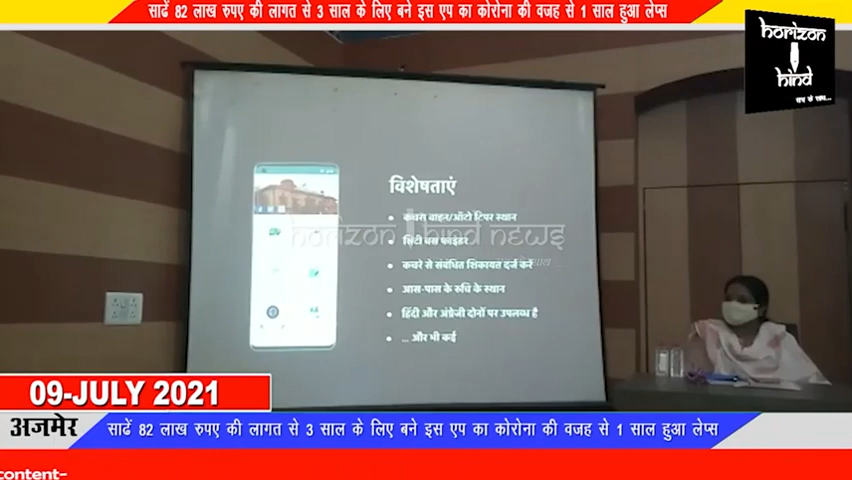 साढें 82 लाख रुपए की लागत से 3 साल के लिए बने इस एप का कोरोना की वजह से 1 साल हुआ लेप्स
horizon
hind
सच के साथ...
विशेषताएं
• कचरा वाहन/ऑटो टिपर स्थान
horizon hind news
• सिटी बस फाइंडर
• कचरे से संबंधित शिकायत दर्ज करें
• आस-पास के रुचि के स्थान
• हिंदी और अंग्रेजी दोनों पर उपलब्ध है
• ... और भी कई
09-JULY 2021
अजमेर
साढें 82 लाख रुपए की लागत से 3 साल के लिए बने इस एप का कोरोना की वजह से 1 साल हुआ लेप्स
content-